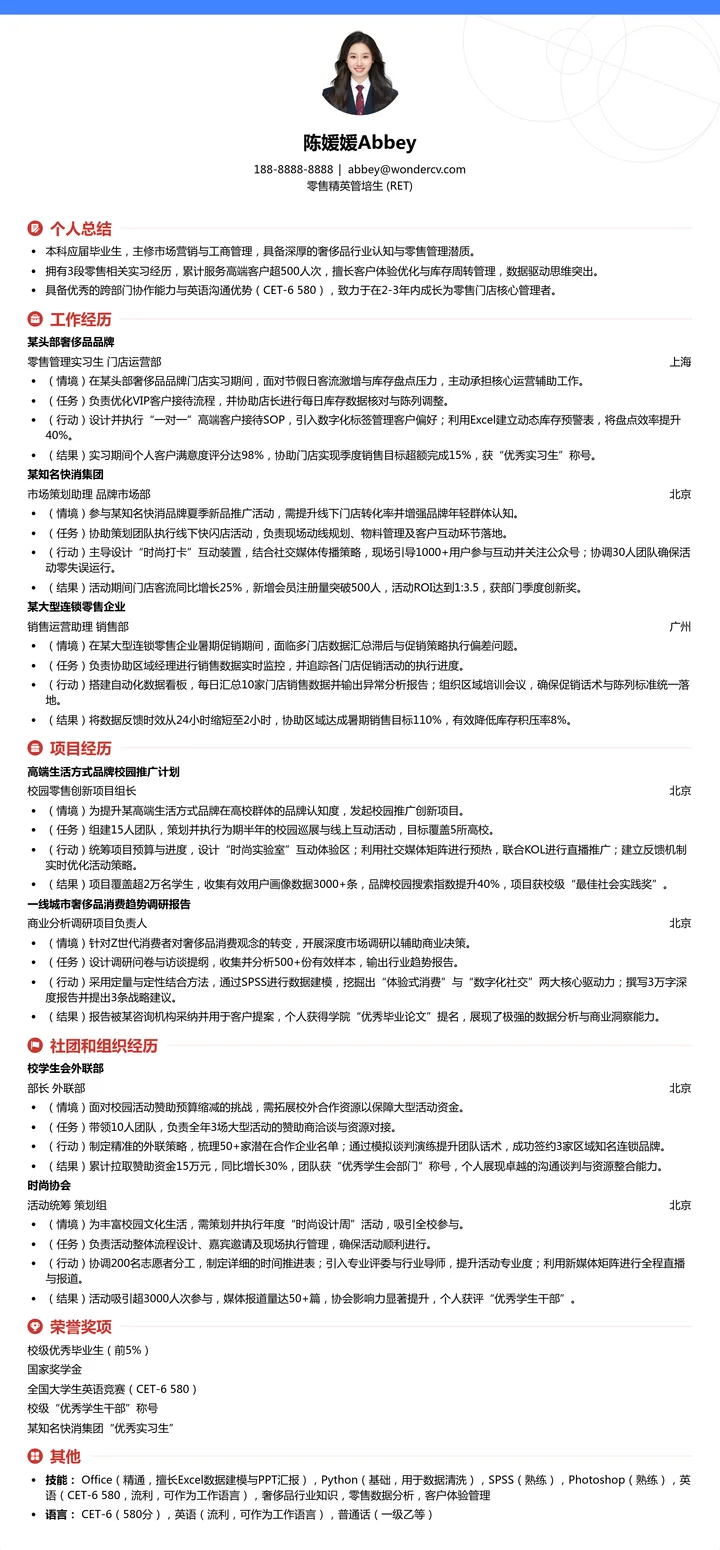 陈媛媛Abbey
188-8888-8888 | abbey@wondercv.com
零售精英管培生 (RET)
个人总结
• 本科应届毕业生，主修市场营销与工商管理，具备深厚的奢侈品行业认知与零售管理潜质。
• 拥有3段零售相关实习经历，累计服务高端客户超500人次，擅长客户体验优化与库存周转管理，数据驱动思维突出。
• 具备优秀的跨部门协作能力与英语沟通优势（CET-6 580），致力于在2-3年内成长为零售门店核心管理者。
工作经历
某头部奢侈品品牌
零售管理实习生 门店运营部 上海
• （情境）在某头部奢侈品品牌门店实习期间，面对节假日客流激增与库存盘点压力，主动承担核心运营辅助工作。
• （任务）负责优化VIP客户接待流程，并协助店长进行每日库存数据核对与陈列调整。
• （行动）设计并执行“一对一”高端客户接待SOP，引入数字化标签管理客户偏好；利用Excel建立动态库存预警表，将盘点效率提升
40%。
• （结果）实习期间个人客户满意度评分达98%，协助门店实现季度销售目标超额完成15%，获“优秀实习生”称号。
某知名快消集团
市场策划助理 品牌市场部 北京
• （情境）参与某知名快消品牌夏季新品推广活动，需提升线下门店转化率并增强品牌年轻群体认知。
• （任务）协助策划团队执行线下快闪店活动，负责现场动线规划、物料管理及客户互动环节落地。
• （行动）主导设计“时尚打卡”互动装置，结合社交媒体传播策略，现场引导1000+用户参与互动并关注公众号；协调30人团队确保活
动零失误运行。
• （结果）活动期间门店客流同比增长25%，新增会员注册量突破500人，活动ROI达到1:3.5，获部门季度创新奖。
某大型连锁零售企业
销售运营助理 销售部 广州
• （情境）在某大型连锁零售企业暑期促销期间，面临多门店数据汇总滞后与促销策略执行偏差问题。
• （任务）负责协助区域经理进行销售数据实时监控，并追踪各门店促销活动的执行进度。
• （行动）搭建自动化数据看板，每日汇总10家门店销售数据并输出异常分析报告；组织区域培训会议，确保促销话术与陈列标准统一落
地。
• （结果）将数据反馈时效从24小时缩短至2小时，协助区域达成暑期销售目标110%，有效降低库存积压率8%。
项目经历
高端生活方式品牌校园推广计划
校园零售创新项目组长 北京
• （情境）为提升某高端生活方式品牌在高校群体的品牌认知度，发起校园推广创新项目。
• （任务）组建15人团队，策划并执行为期半年的校园巡展与线上互动活动，目标覆盖5所高校。
• （行动）统筹项目预算与进度，设计“时尚实验室”互动体验区；利用社交媒体矩阵进行预热，联合KOL进行直播推广；建立反馈机制
实时优化活动策略。
• （结果）项目覆盖超2万名学生，收集有效用户画像数据3000+条，品牌校园搜索指数提升40%，项目获校级“最佳社会实践奖”。
一线城市奢侈品消费趋势调研报告
商业分析调研项目负责人 北京
• （情境）针对Z世代消费者对奢侈品消费观念的转变，开展深度市场调研以辅助商业决策。
• （任务）设计调研问卷与访谈提纲，收集并分析500+份有效样本，输出行业趋势报告。
• （行动）采用定量与定性结合方法，通过SPSS进行数据建模，挖掘出“体验式消费”与“数字化社交”两大核心驱动力；撰写3万字深
度报告并提出3条战略建议。
• （结果）报告被某咨询机构采纳并用于客户提案，个人获得学院“优秀毕业论文”提名，展现了极强的数据分析与商业洞察能力。
社团和组织经历
校学生会外联部
部长 外联部 北京
• （情境）面对校园活动赞助预算缩减的挑战，需拓展校外合作资源以保障大型活动资金。
• （任务）带领10人团队，负责全年3场大型活动的赞助商洽谈与资源对接。
• （行动）制定精准的外联策略，梳理50+家潜在合作企业名单；通过模拟谈判演练提升团队话术，成功签约3家区域知名连锁品牌。
• （结果）累计拉取赞助资金15万元，同比增长30%，团队获“优秀学生会部门”称号，个人展现卓越的沟通谈判与资源整合能力。
时尚协会
活动统筹 策划组 北京
• （情境）为丰富校园文化生活，需策划并执行年度“时尚设计周”活动，吸引全校参与。
• （任务）负责活动整体流程设计、嘉宾邀请及现场执行管理，确保活动顺利进行。
• （行动）协调200名志愿者分工，制定详细的时间推进表；引入专业评委与行业导师，提升活动专业度；利用新媒体矩阵进行全程直播
与报道。
• （结果）活动吸引超3000人次参与，媒体报道量达50+篇，协会影响力显著提升，个人获评“优秀学生干部”。
荣誉奖项
校级优秀毕业生（前5%）
国家奖学金
全国大学生英语竞赛（CET-6 580）
校级“优秀学生干部”称号
某知名快消集团“优秀实习生”
其他
• 技能： Office（精通，擅长Excel数据建模与PPT汇报），Python（基础，用于数据清洗），SPSS（熟练），Photoshop（熟练），英
语（CET-6 580，流利，可作为工作语言），奢侈品行业知识，零售数据分析，客户体验管理
• 语言： CET-6（580分），英语（流利，可作为工作语言），普通话（一级乙等）